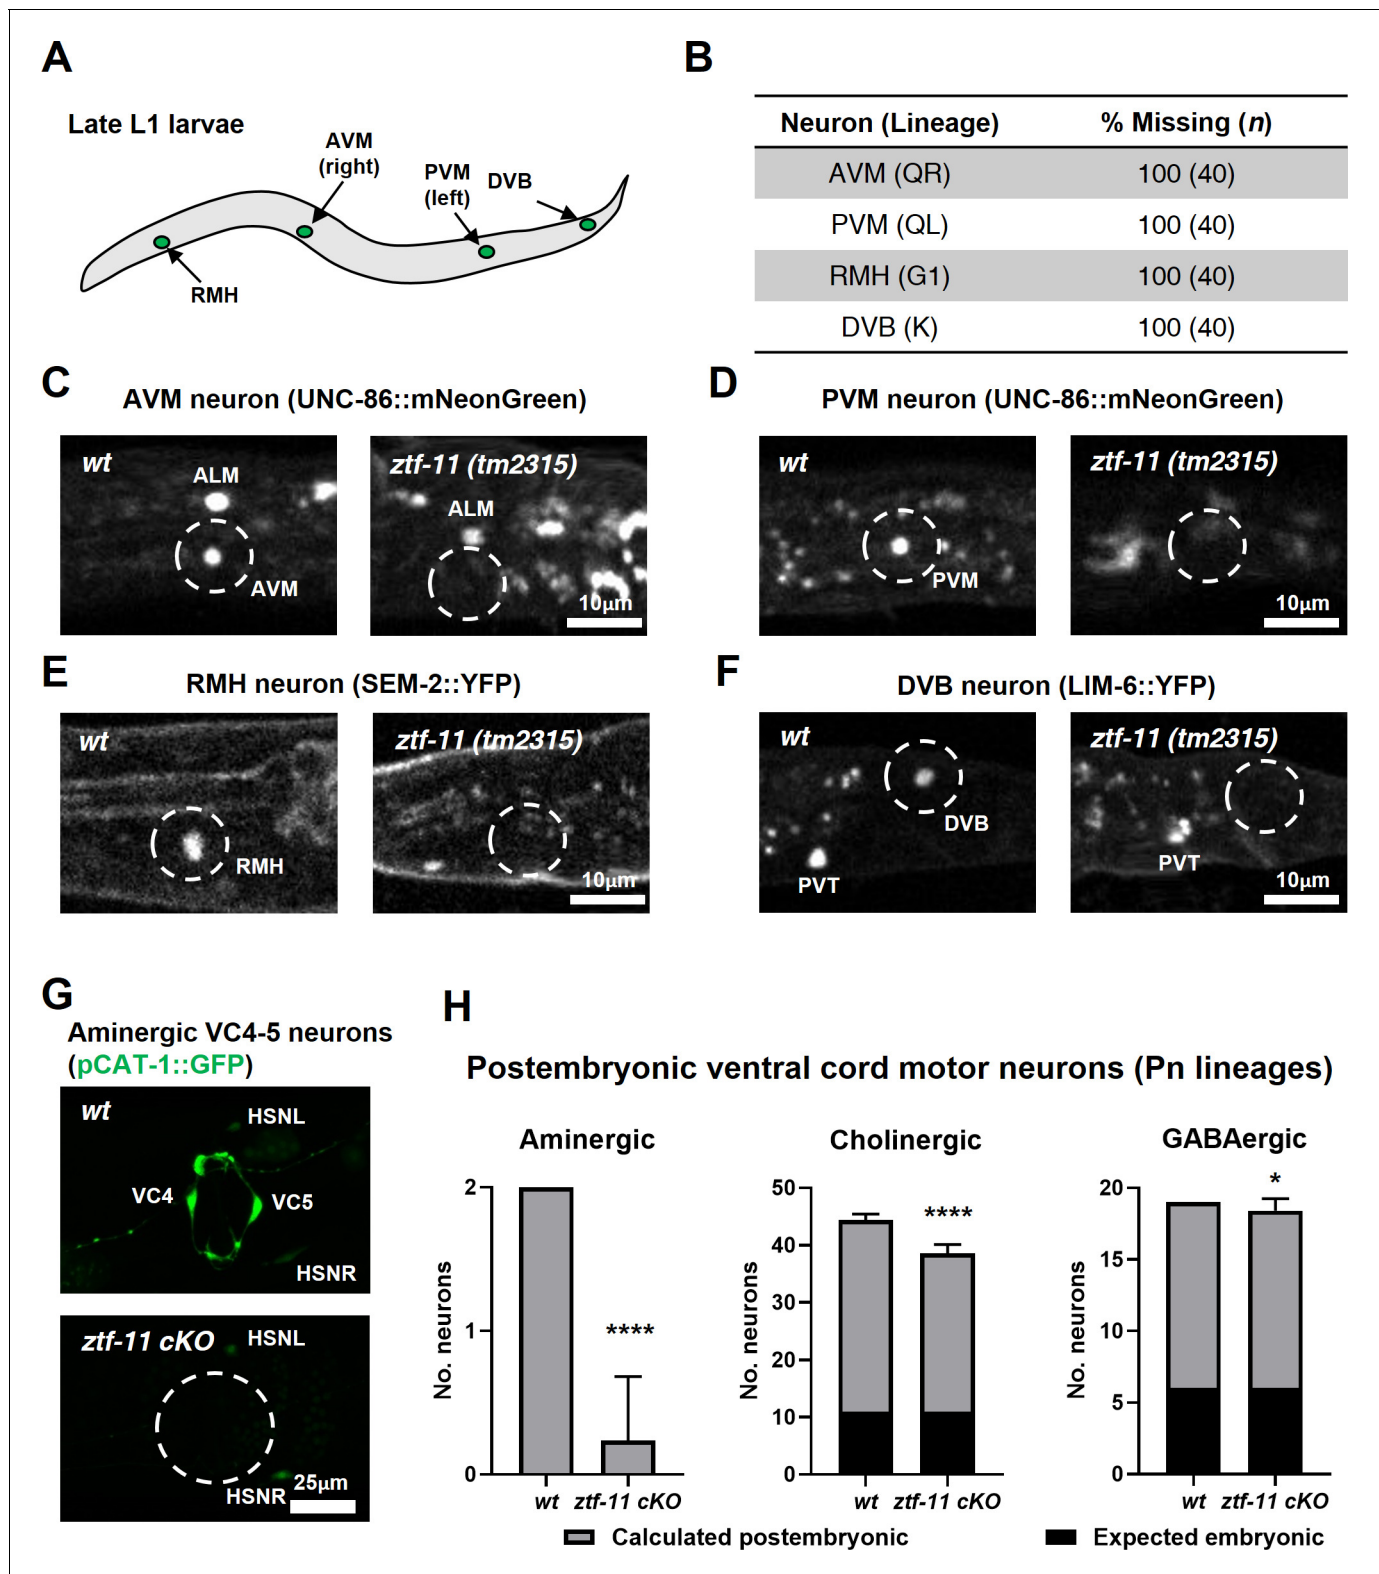 A
Late L1 larvae
AVM
(right)
PVM
(left)
DVB
RMH
B
Neuron (Lineage) % Missing (n)
AVM (QR) 100 (40)
PVM (QL) 100 (40)
RMH (G1) 100 (40)
DVB (K) 100 (40)
C
AVM neuron (UNC-86::mNeonGreen)
wt
ALM
AVM
ztf-11 (tm2315)
ALM
10μm
D
PVM neuron (UNC-86::mNeonGreen)
wt
PVM
ztf-11 (tm2315)
10μm
E
RMH neuron (SEM-2::YFP)
wt
RMH
ztf-11 (tm2315)
10μm
F
DVB neuron (LIM-6::YFP)
wt
DVB
PVT
ztf-11 (tm2315)
PVT
10μm
G
Aminergic VC4-5 neurons
(pCAT-1::GFP)
wt
HSNL
VC4
VC5
HSNR
ztf-11 cKO
HSNL
HSNR
25μm
H
Postembryonic ventral cord motor neurons (Pn lineages)
Aminergic
No. neurons
2
1
0
****
wt ztf-11 cKO
Cholinergic
No. neurons
50
40
30
20
10
0
****
wt ztf-11 cKO
GABAergic
No. neurons
20
15
10
5
0
*
wt ztf-11 cKO
Calculated postembryonic
Expected embryonic